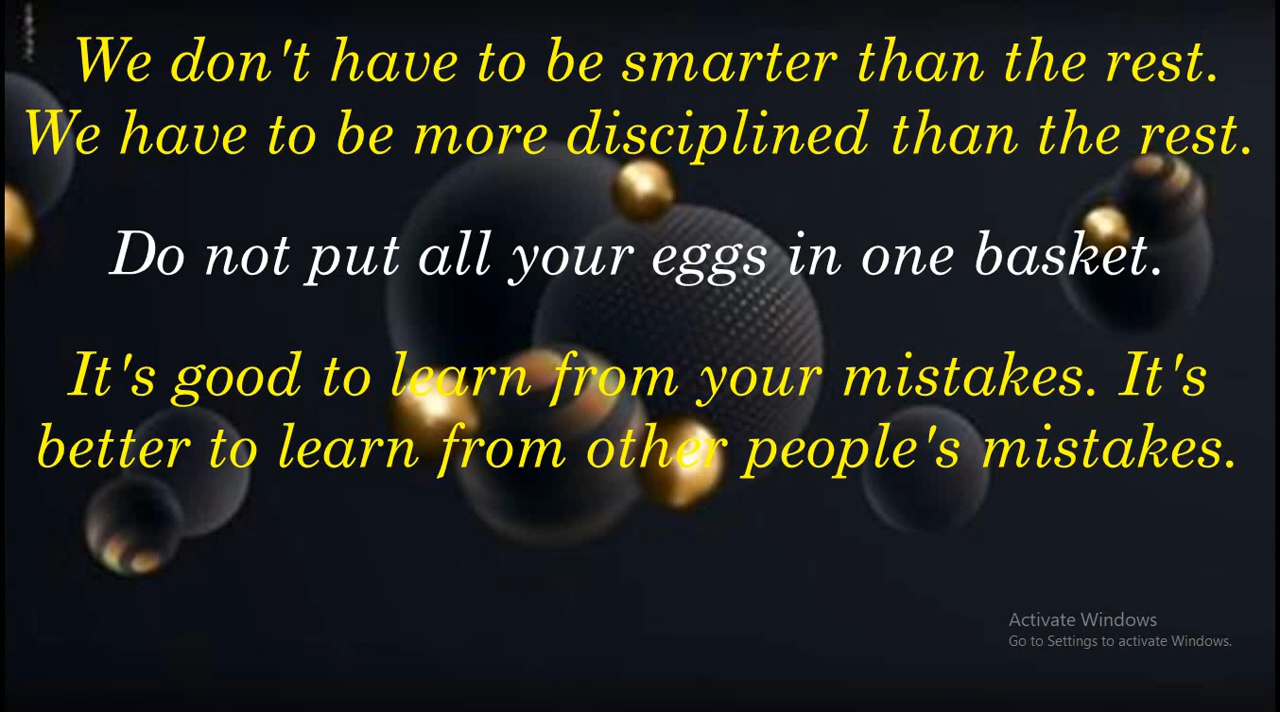 We don't have to be smarter than the rest.
We have to be more disciplined than the rest.
Do not put all your eggs in one basket.
It's good to learn from your mistakes. It's
better to learn from other people's mistakes.
Activate Windows
Go to Settings to activate Windows.